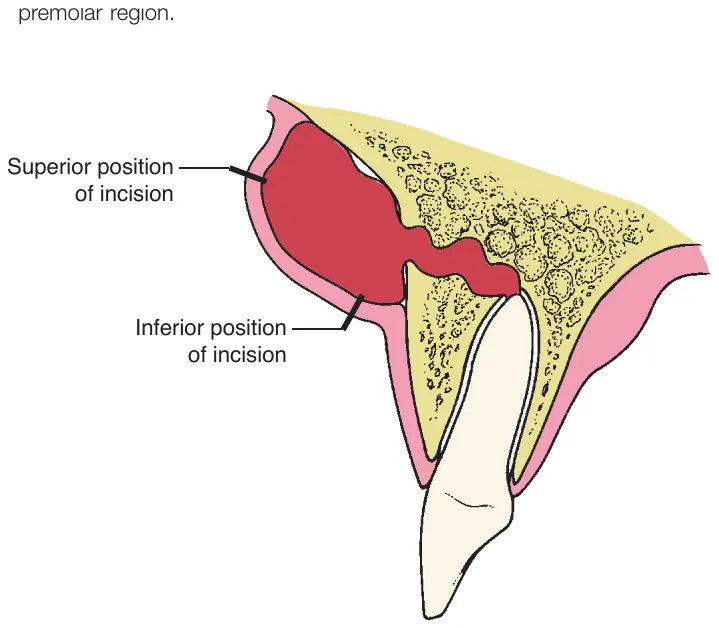 premolar region.
Superior position
of incision
Inferior position
of incision